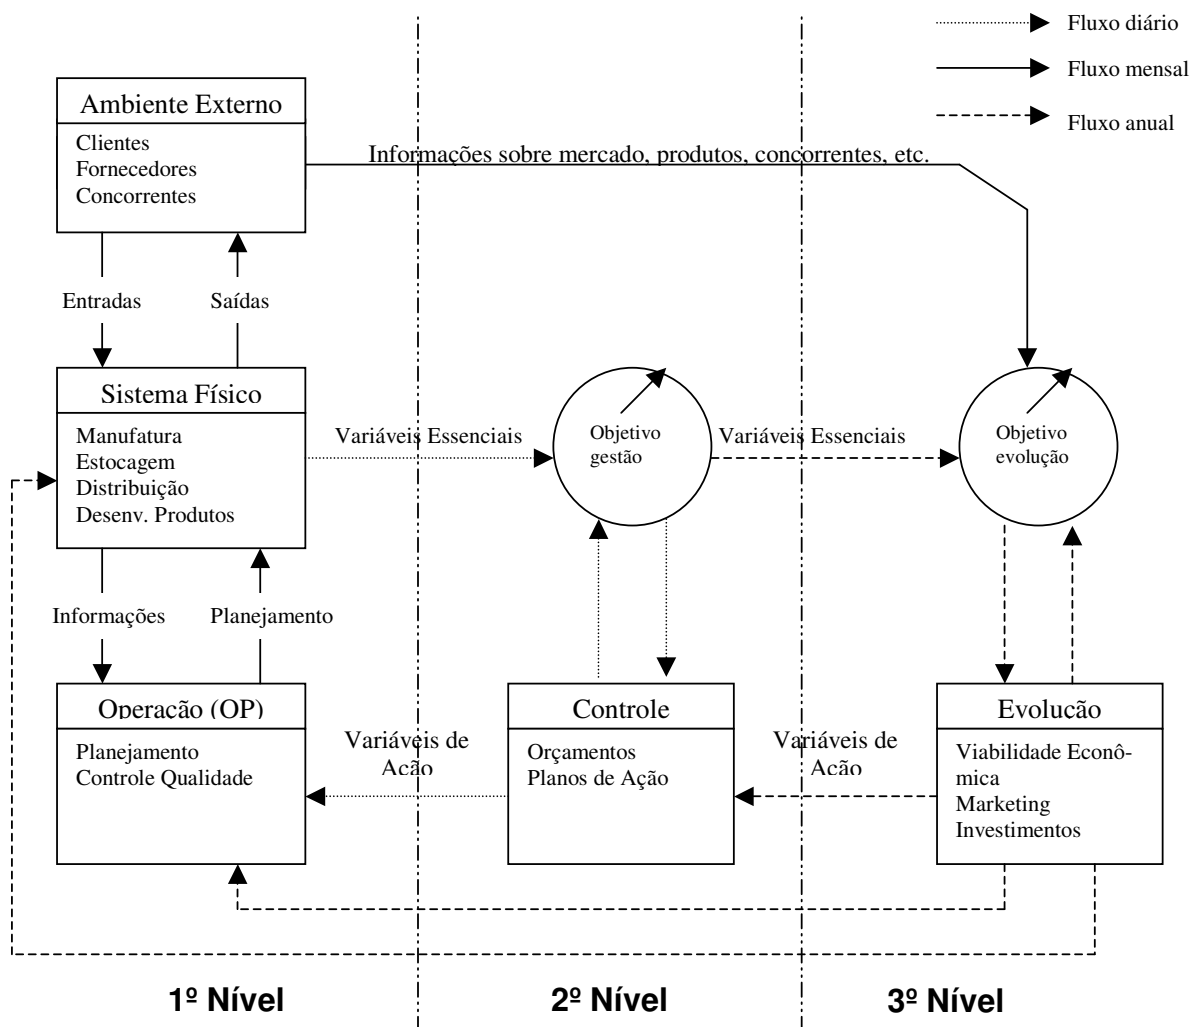 Fluxo diário
Fluxo mensal
Fluxo anual
Ambiente Externo
Clientes
Fornecedores
Concorrentes
Informações sobre mercado, produtos, concorrentes, etc.
Entradas
Saídas
Sistema Físico
Manufatura
Estocagem
Distribuição
Desenv. Produtos
Variáveis Essenciais
Objetivo
gestão
Variáveis Essenciais
Objetivo
evolução
Informações
Planejamento
Operação (OP)
Planejamento
Controle Qualidade
Variáveis de
Ação
Controle
Orçamentos
Planos de Ação
Variáveis de
Ação
Evolução
Viabilidade Econô-
mica
Marketing
Investimentos
1º Nível
2º Nível
3º Nível